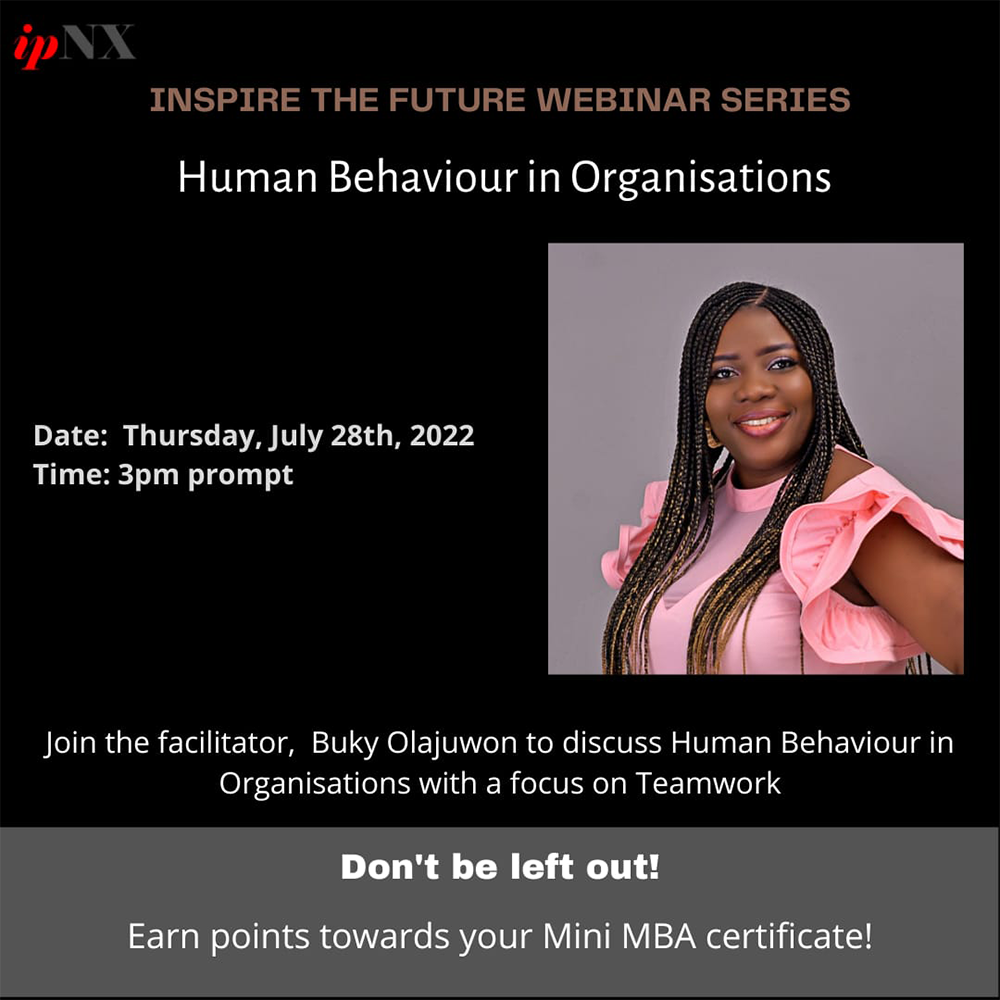 ipNX
INSPIRE THE FUTURE WEBINAR SERIES
Human Behaviour in Organisations
Date:  Thursday, July 28th, 2022
Time: 3pm prompt
Join the facilitator,  Buky Olajuwon to discuss Human Behaviour in
Organisations with a focus on Teamwork
Don't be left out!
Earn points towards your Mini MBA certificate!